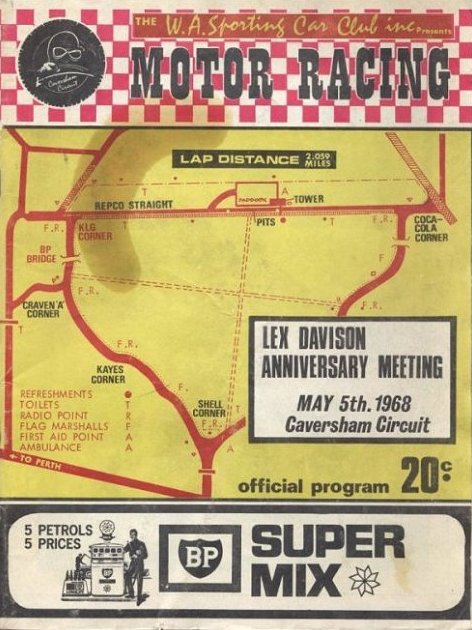 THE W.A. Sporting Car Club inc. Presents
MOTOR RACING
Caversham
Circuit
LAP DISTANCE 2.059 MILES
REPCO STRAIGHT
T
A
PADDOCK
TOWER
F.R.
KLG
CORNER
T
PITS
T
F.R.
COCA-
COLA
CORNER
BP
BRIDGE
F
F.R.
CRAVEN 'A'
CORNER
T
F.R.
KAYES
CORNER
F.
SHELL
CORNER
F.R.
T
A
LEX DAVISON
ANNIVERSARY MEETING
MAY 5th. 1968
Caversham Circuit
REFRESHMENTS
TOILETS T
RADIO POINT R
FLAG MARSHALLS F
FIRST AID POINT A
AMBULANCE A
TO PERTH
official program 20c.
5 PETROLS
5 PRICES
BP
SUPER
MIX